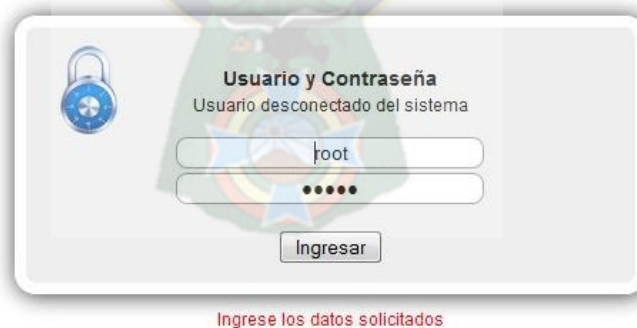 Usuario y Contraseña
Usuario desconectado del sistema
root
•••••
Ingresar
Ingrese los datos solicitados